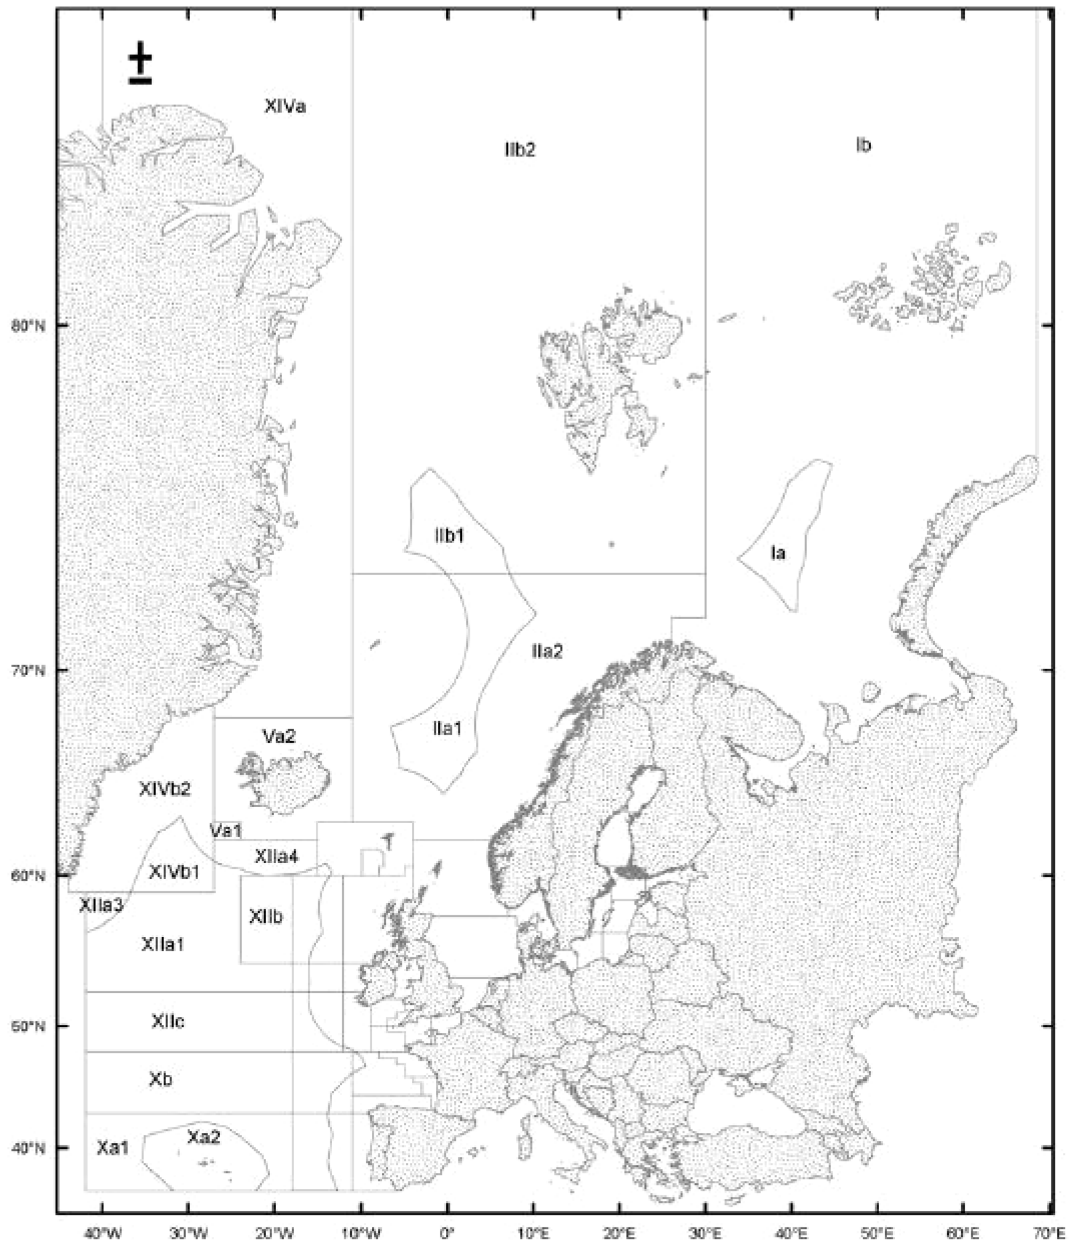 ±
XIVa
IIb2
Ib
80°N
IIb1
Ia
70°N
IIa2
IIa1
Va2
XIVb2
Va1
XIIa4
60°N
XIVb1
XIIa3
XIIb
XIIa1
50°N
XIIc
Xb
40°N
Xa1
Xa2
40°W 30°W 20°W 10°W 0° 10°E 20°E 30°E 40°E 50°E 60°E 70°E